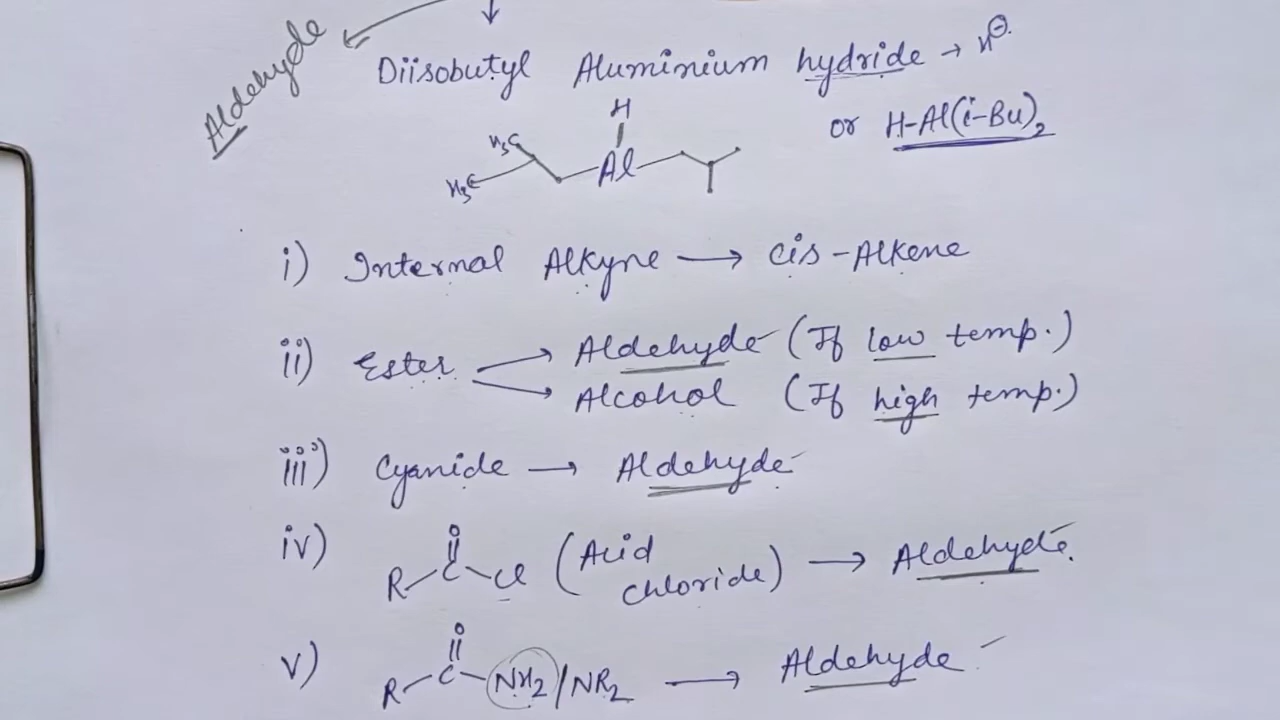 Aldehyde
Diisobutyl Aluminium hydride → H⊖
or H-Al(i-Bu)₂
H
H₃C
Al
H₃C
i) Internal Alkyne → cis-Alkene
ii) Ester → Aldehyde (If low temp.)
→ Alcohol (If high temp.)
iii) Cyanide → Aldehyde
iv) R-C(=O)-Cl (Acid chloride) → Aldehyde
v) R-C(=O)-NH₂/NR₂ → Aldehyde